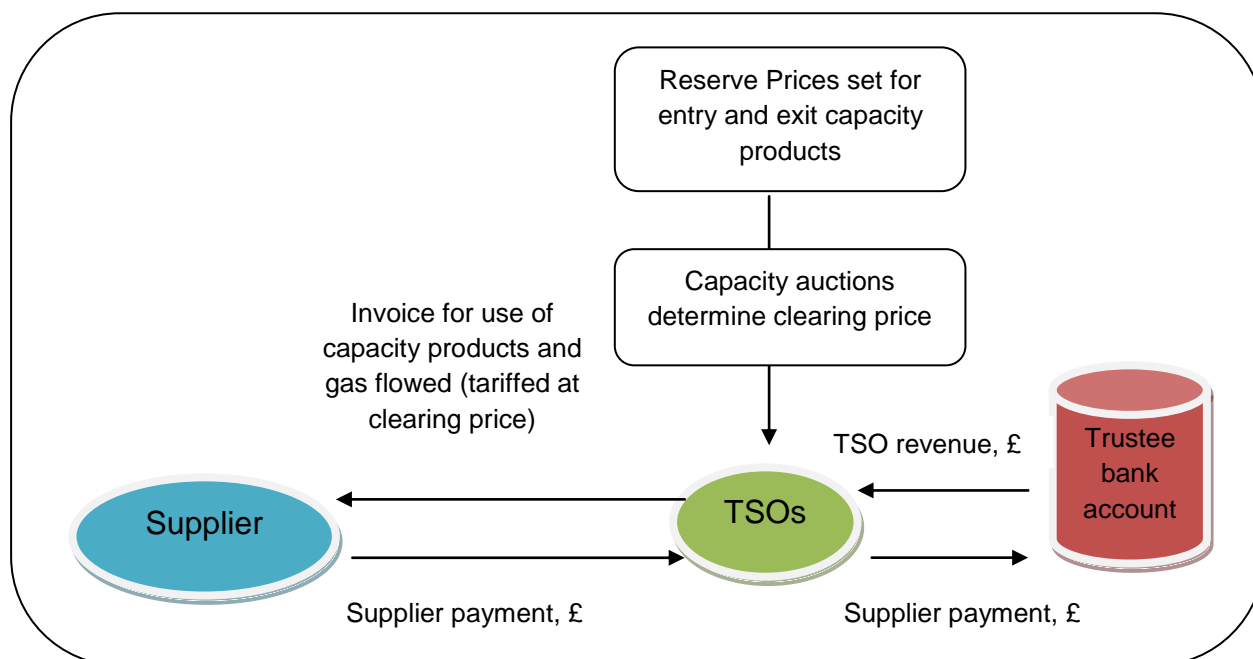 Reserve Prices set for
entry and exit capacity
products
Capacity auctions
determine clearing price
Invoice for use of
capacity products and
gas flowed (tariffed at
clearing price)
TSO revenue, £
Trustee
bank
account
Supplier
TSOs
Supplier payment, £
Supplier payment, £